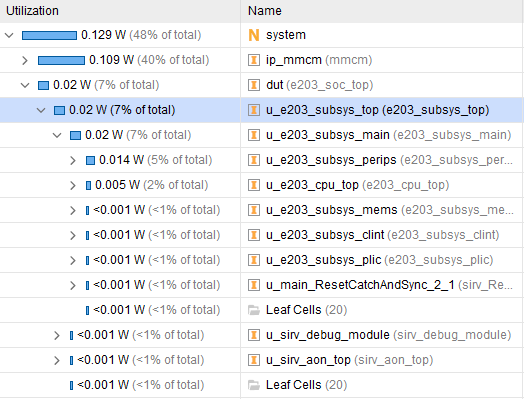 Utilization Name
0.129 W (48% of total) N system
0.109 W (40% of total) I ip_mmcm (mmcm)
0.02 W (7% of total) I dut (e203_soc_top)
0.02 W (7% of total) I u_e203_subsys_top (e203_subsys_top)
0.02 W (7% of total) I u_e203_subsys_main (e203_subsys_main)
0.014 W (5% of total) I u_e203_subsys_perips (e203_subsys_per...
0.005 W (2% of total) I u_e203_cpu_top (e203_cpu_top)
<0.001 W (<1% of total) I u_e203_subsys_mems (e203_subsys_me...
<0.001 W (<1% of total) I u_e203_subsys_clint (e203_subsys_clint)
<0.001 W (<1% of total) I u_e203_subsys_plic (e203_subsys_plic)
<0.001 W (<1% of total) I u_main_ResetCatchAndSync_2_1 (sirv_Re...
<0.001 W (<1% of total) Leaf Cells (20)
<0.001 W (<1% of total) I u_sirv_debug_module (sirv_debug_module)
<0.001 W (<1% of total) I u_sirv_aon_top (sirv_aon_top)
<0.001 W (<1% of total) Leaf Cells (20)